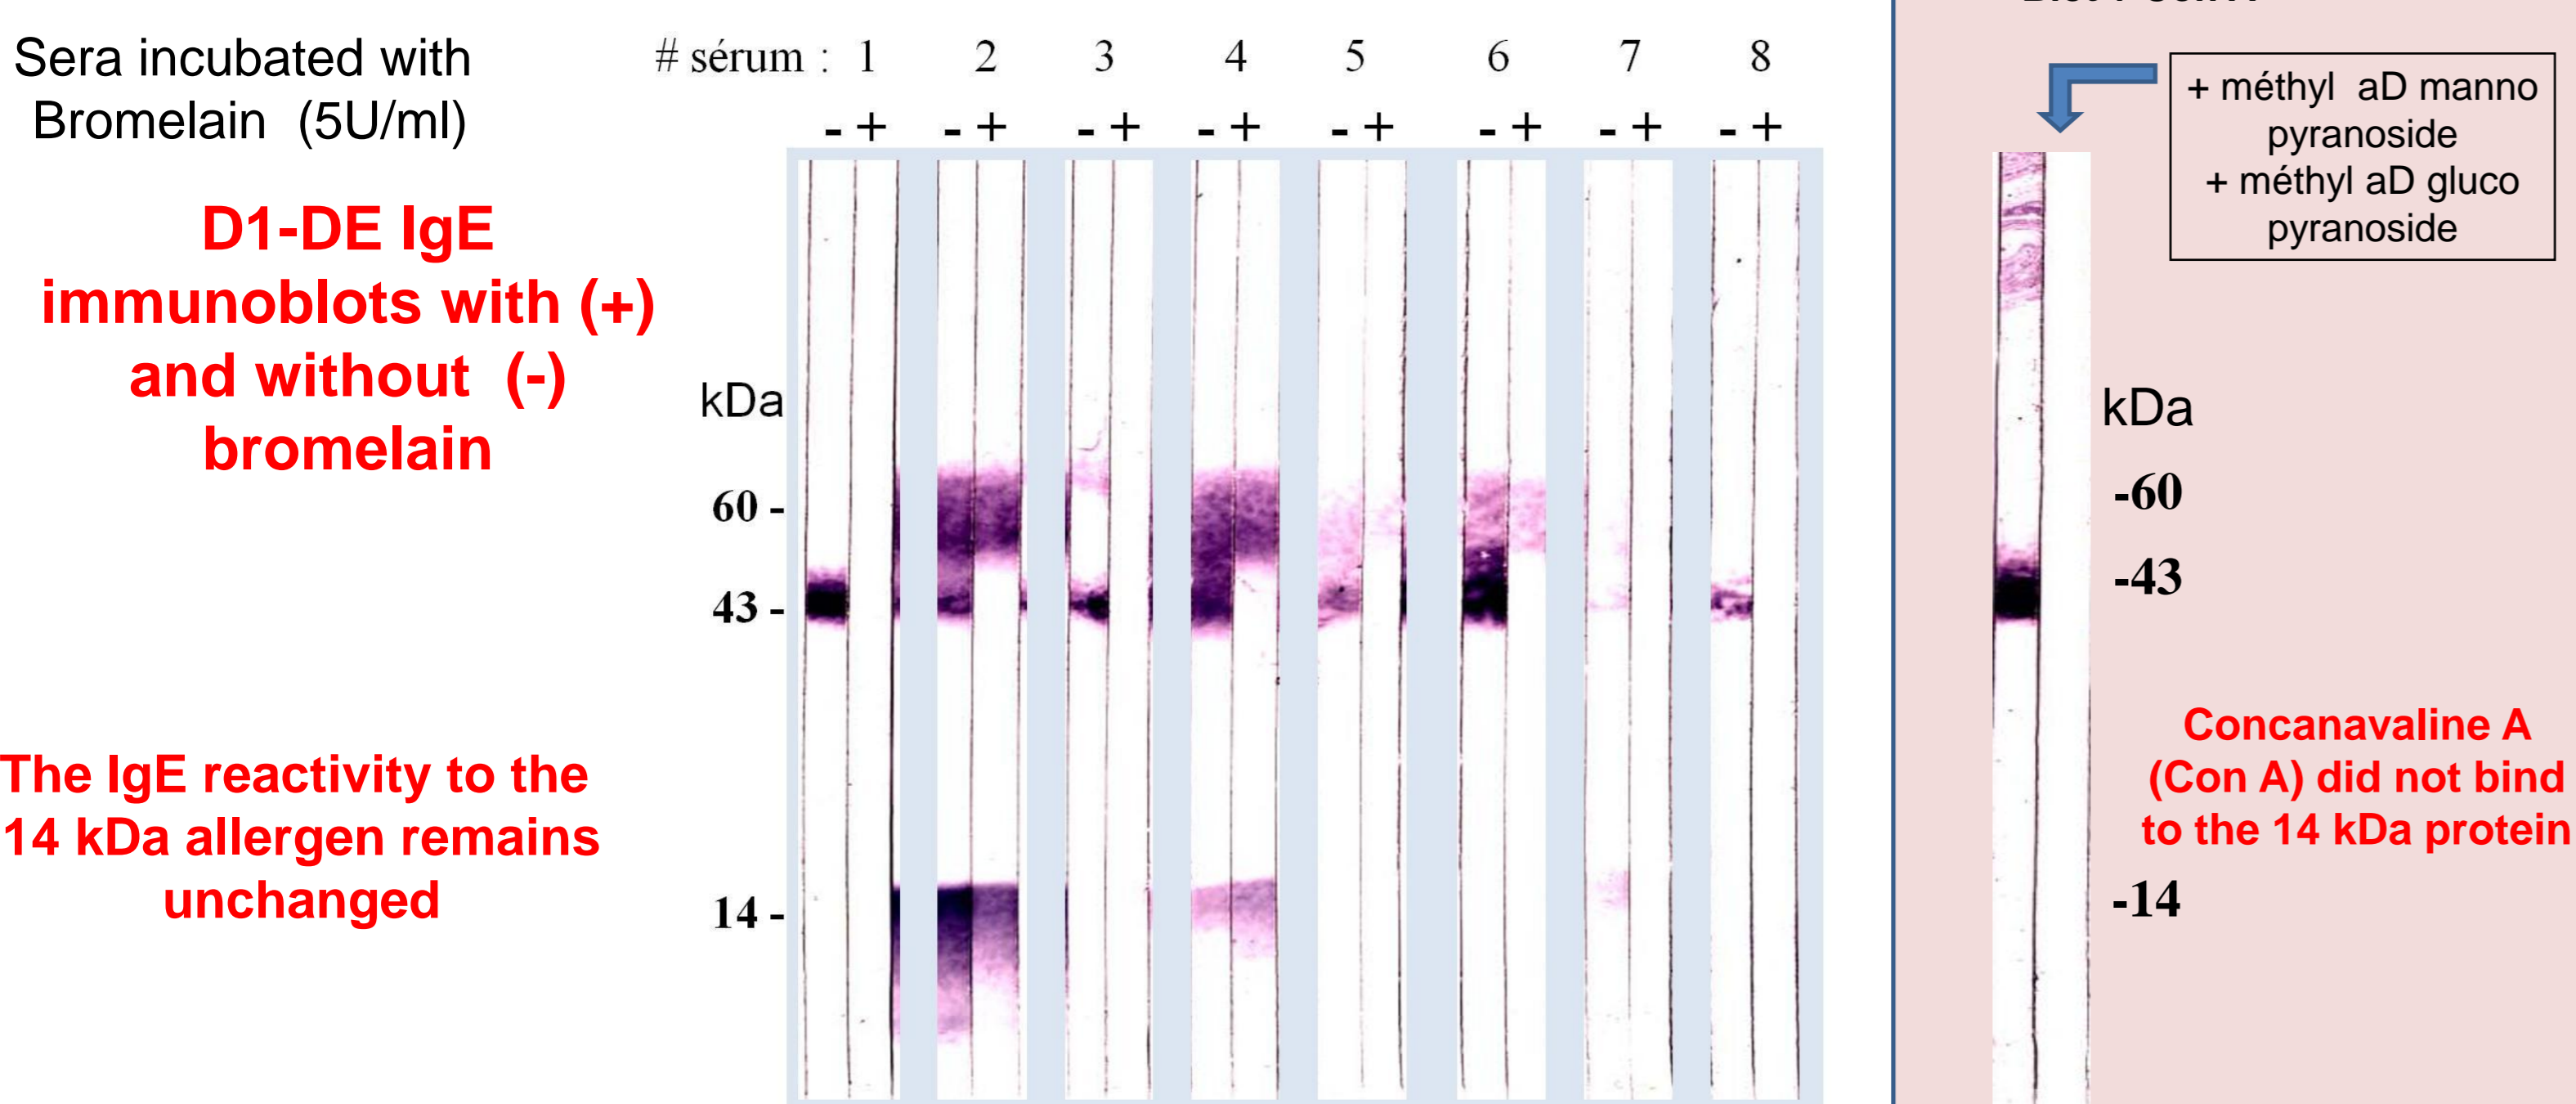 Sera incubated with
Bromelain (5U/ml)
D1-DE IgE
immunoblots with (+)
and without (-)
bromelain
The IgE reactivity to the
14 kDa allergen remains
unchanged
# sérum : 1 2 3 4 5 6 7 8
- + - + - + - + - + - + - + - +
kDa
60 -
43 -
14 -
+ méthyl aD manno
pyranoside
+ méthyl aD gluco
pyranoside
kDa
-60
-43
Concanavaline A
(Con A) did not bind
to the 14 kDa protein
-14